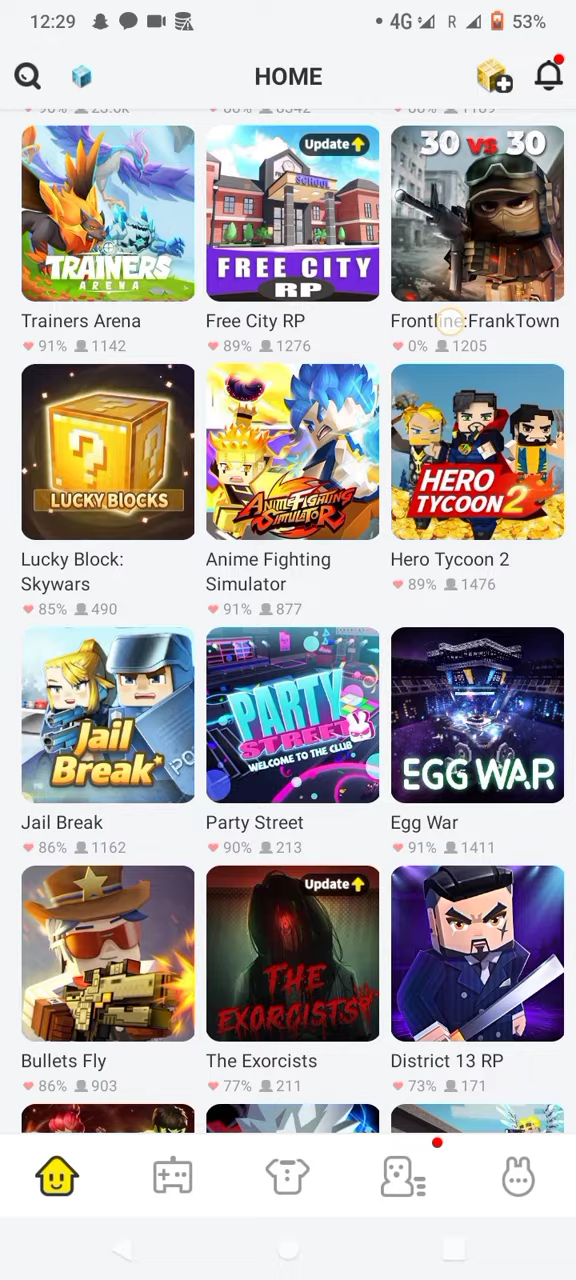 12:29
4G R 53%
HOME
Update
30 vs 30
SCHOOL
TRAINERS
ARENA
FREE CITY
RP
Trainers Arena
Free City RP
Frontline:FrankTown
91% 1142
89% 1276
0% 1205
?
?
LUCKY BLOCKS
ANIME FIGHTING
SIMULATOR
HERO
TYCOON 2
Lucky Block:
Skywars
Anime Fighting
Simulator
Hero Tycoon 2
85% 490
91% 877
89% 1476
Jail
Break
PARTY
STREET
WELCOME TO THE CLUB
EGG WAR
Jail Break
Party Street
Egg War
86% 1162
90% 213
91% 1411
Update
THE
EXORCISTS
Bullets Fly
The Exorcists
District 13 RP
86% 903
77% 211
73% 171